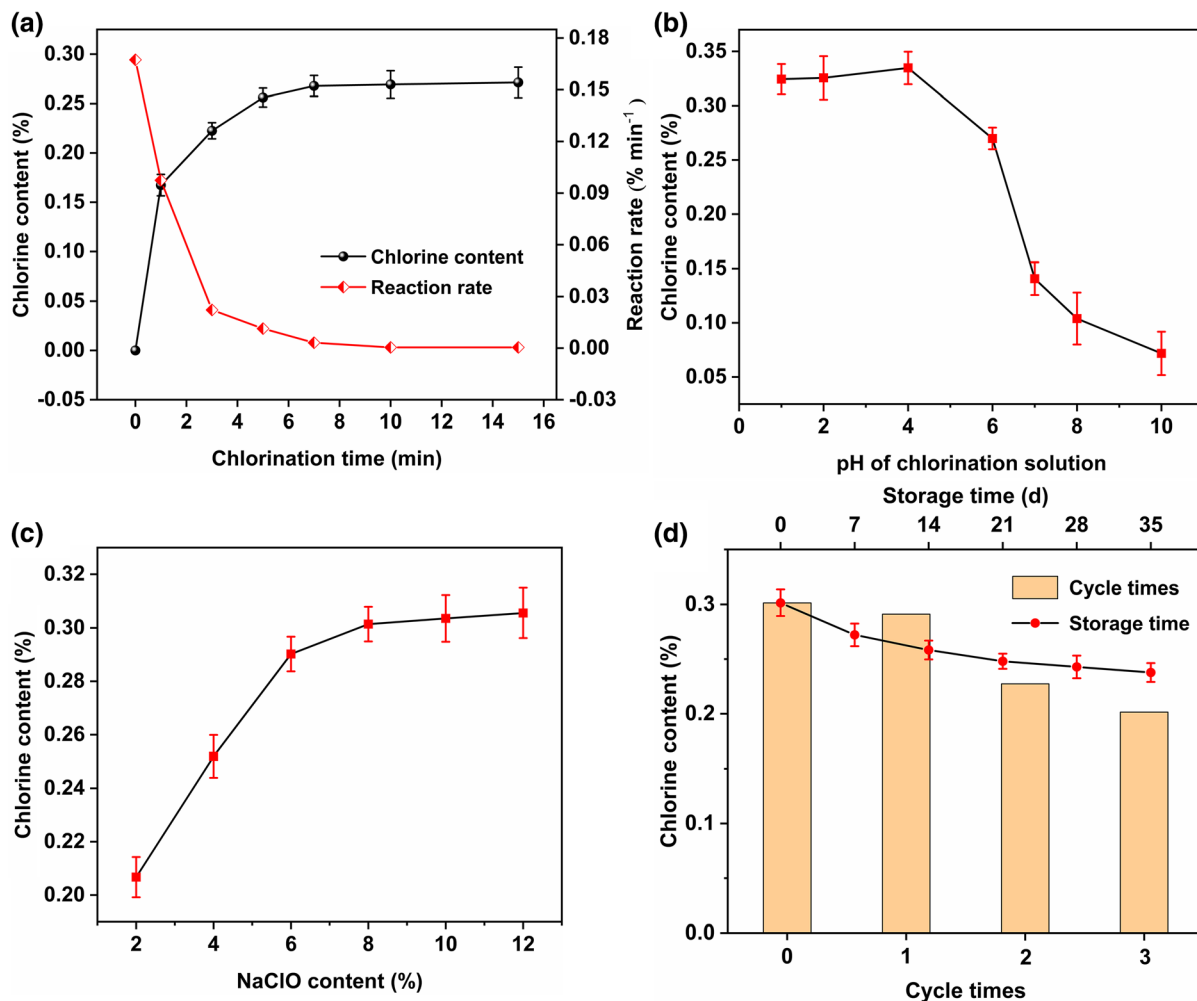 (a)
0.30
0.25
0.20
0.15
0.10
0.05
0.00
-0.05
Chlorine content (%)
0.18
0.15
0.12
0.09
0.06
0.03
0.00
-0.03
Reaction rate (% min⁻¹)
Chlorine content
Reaction rate
0 2 4 6 8 10 12 14 16
Chlorination time (min)
(b)
0.35
0.30
0.25
0.20
0.15
0.10
0.05
Chlorine content (%)
0 2 4 6 8 10
pH of chlorination solution
(c)
0.32
0.30
0.28
0.26
0.24
0.22
0.20
Chlorine content (%)
2 4 6 8 10 12
NaClO content (%)
Storage time (d)
0 7 14 21 28 35
(d)
0.3
0.2
0.1
0.0
Chlorine content (%)
Cycle times
Storage time
0 1 2 3
Cycle times